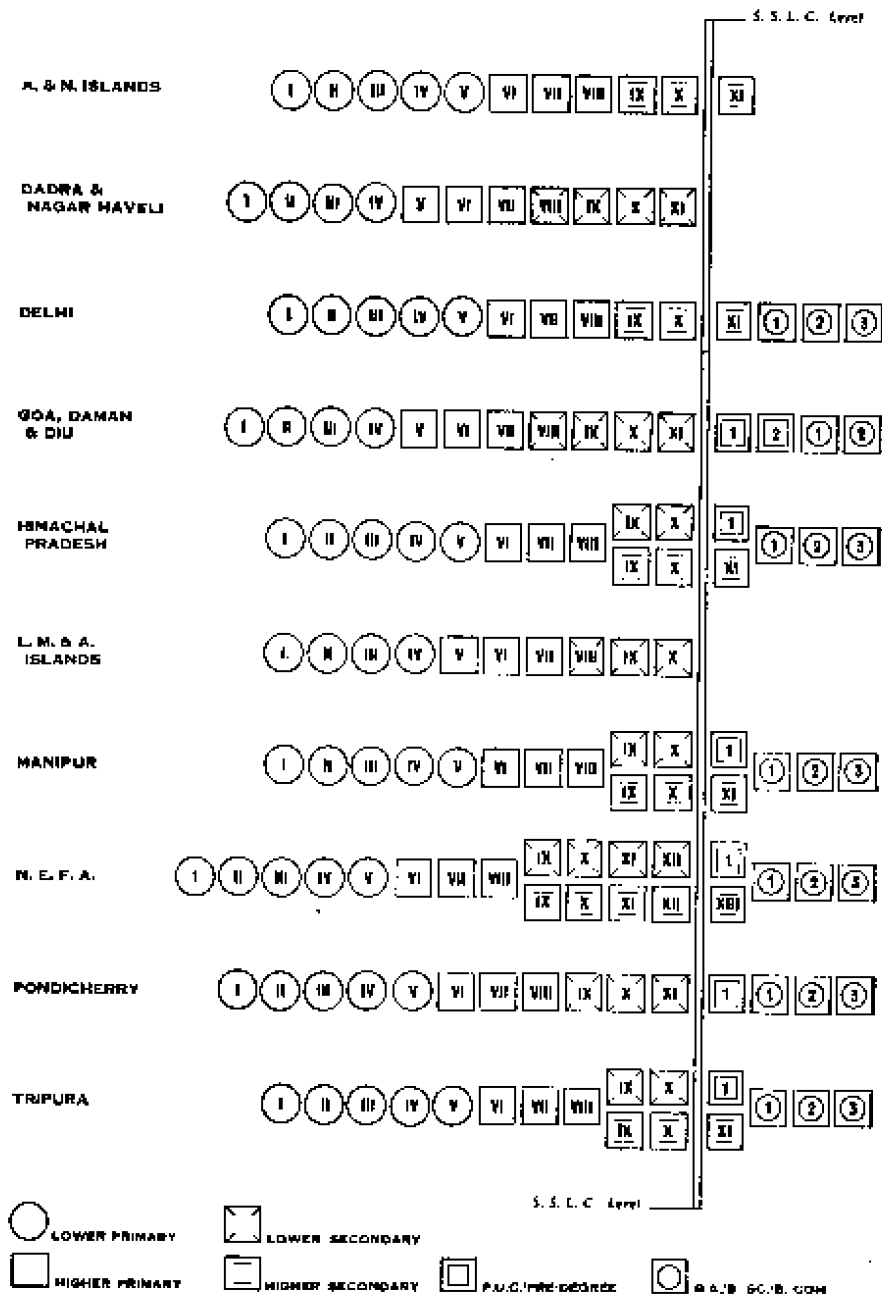 S. S. L. C. Level
A. & N. ISLANDS I II III IV V VI VII VIII IX X XI
DADRA &
NAGAR HAVELI I II III IV V VI VII VIII IX X XI
DELHI I II III IV V VI VII VIII IX X XI 1 2 3
GOA, DAMAN
& DIU I II III IV V VI VII VIII IX X XI 1 2 1 2
IX X 1
HIMACHAL
PRADESH I II III IV V VI VII VIII 1 2 3
IX X XI
L. M. & A.
ISLANDS I II III IV V VI VII VIII IX X
IX X 1
MANIPUR I II III IV V VI VII VIII 1 2 3
IX X XI
IX X XI XII 1
N. E. F. A. I II III IV V VI VII VIII 1 2 3
IX X XI XII XIII
PONDICHERRY I II III IV V VI VII VIII IX X XI 1 1 2 3
IX X 1
TRIPURA I II III IV V VI VII VIII 1 2 3
IX X XI
S. S. L. C Level
LOWER PRIMARY LOWER SECONDARY
HIGHER PRIMARY HIGHER SECONDARY P.U.C./PRE-DEGREE B.A./B. SC./B. COM